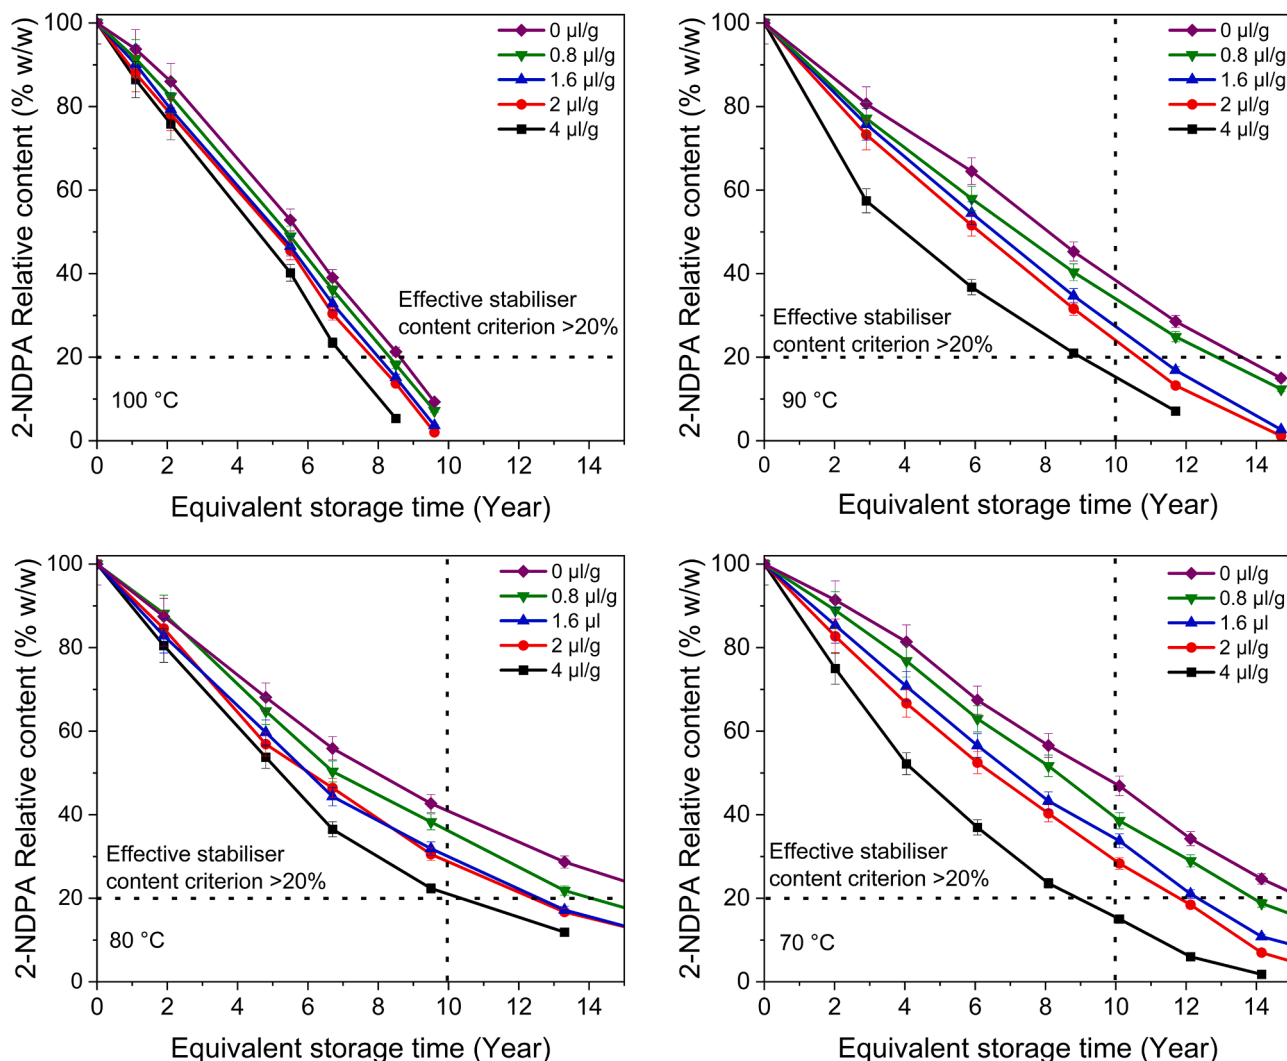 2-NDPA Relative content (% w/w)
100
80
60
40
20
0
0 µl/g
0.8 µl/g
1.6 µl/g
2 µl/g
4 µl/g
Effective stabiliser
content criterion >20%
100 °C
0 2 4 6 8 10 12 14
Equivalent storage time (Year)
2-NDPA Relative content (% w/w)
100
80
60
40
20
0
0 µl/g
0.8 µl/g
1.6 µl/g
2 µl/g
4 µl/g
Effective stabiliser
content criterion >20%
90 °C
0 2 4 6 8 10 12 14
Equivalent storage time (Year)
2-NDPA Relative content (% w/w)
100
80
60
40
20
0
0 µl/g
0.8 µl/g
1.6 µl
2 µl/g
4 µl/g
Effective stabiliser
content criterion >20%
80 °C
0 2 4 6 8 10 12 14
Equivalent storage time (Year)
2-NDPA Relative content (% w/w)
100
80
60
40
20
0
0 µl/g
0.8 µl/g
1.6 µl
2 µl/g
4 µl/g
Effective stabiliser
content criterion >20%
70 °C
0 2 4 6 8 10 12 14
Equivalent storage time (Year)